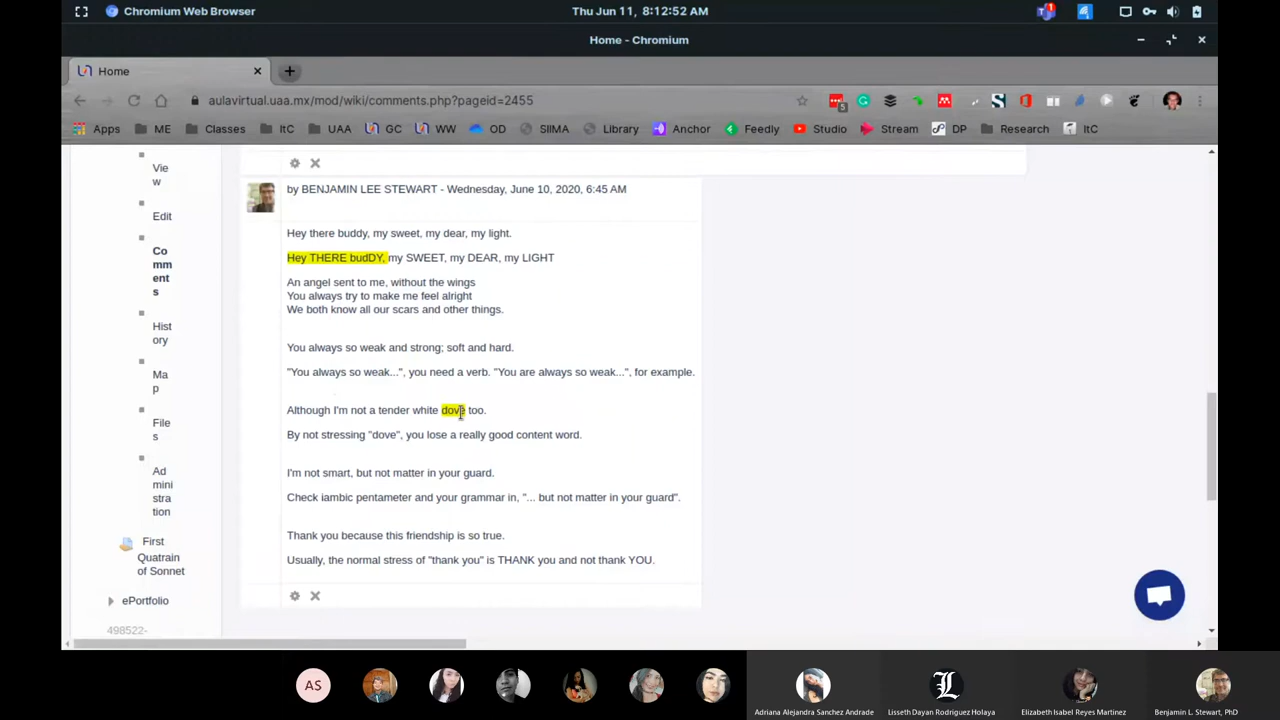 Chromium Web Browser
Thu Jun 11, 8:12:52 AM
Home - Chromium
Home
aulavirtual.uaa.mx/mod/wiki/comments.php?pageid=2455
5
Apps ME Classes ItC UAA GC WW OD SIIMA Library Anchor Feedly Studio Stream DP Research ItC
Vie
w
Edit
Co
mm
ent
s
Hist
ory
Ma
p
File
s
Ad
mini
stra
tion
First
Quatrain
of Sonnet
ePortfolio
498522-
by BENJAMIN LEE STEWART - Wednesday, June 10, 2020, 6:45 AM
Hey there buddy, my sweet, my dear, my light.
Hey THERE budDY, my SWEET, my DEAR, my LIGHT
An angel sent to me, without the wings
You always try to make me feel alright
We both know all our scars and other things.
You always so weak and strong; soft and hard.
"You always so weak...", you need a verb. "You are always so weak...", for example.
Although I'm not a tender white dove too.
By not stressing "dove", you lose a really good content word.
I'm not smart, but not matter in your guard.
Check iambic pentameter and your grammar in, "... but not matter in your guard".
Thank you because this friendship is so true.
Usually, the normal stress of "thank you" is THANK you and not thank YOU.
AS
L
Adriana Alejandra Sanchez Andrade
Lisseth Dayan Rodriguez Holaya
Elizabeth Isabel Reyes Martinez
Benjamin L. Stewart, PhD